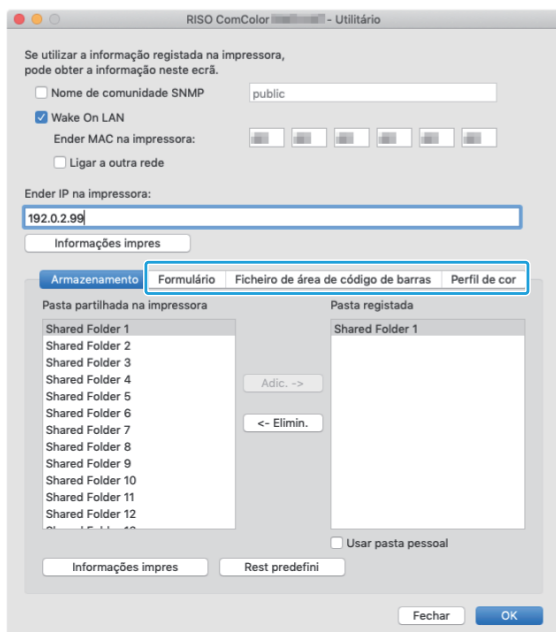 RISO ComColor - Utilitário
Se utilizar a informação registada na impressora,
pode obter a informação neste ecrã.
Nome de comunidade SNMP
public
Wake On LAN
Ender MAC na impressora:
Ligar a outra rede
Ender IP na impressora:
192.0.2.99
Informações impres
Armazenamento Formulário Ficheiro de área de código de barras Perfil de cor
Pasta partilhada na impressora Pasta registada
Shared Folder 1 Shared Folder 1
Shared Folder 2
Shared Folder 3
Shared Folder 4
Shared Folder 5
Shared Folder 6
Shared Folder 7
Shared Folder 8
Shared Folder 9
Shared Folder 10
Shared Folder 11
Shared Folder 12
Adic. ->
<- Elimin.
Usar pasta pessoal
Informações impres Rest predefini
Fechar OK